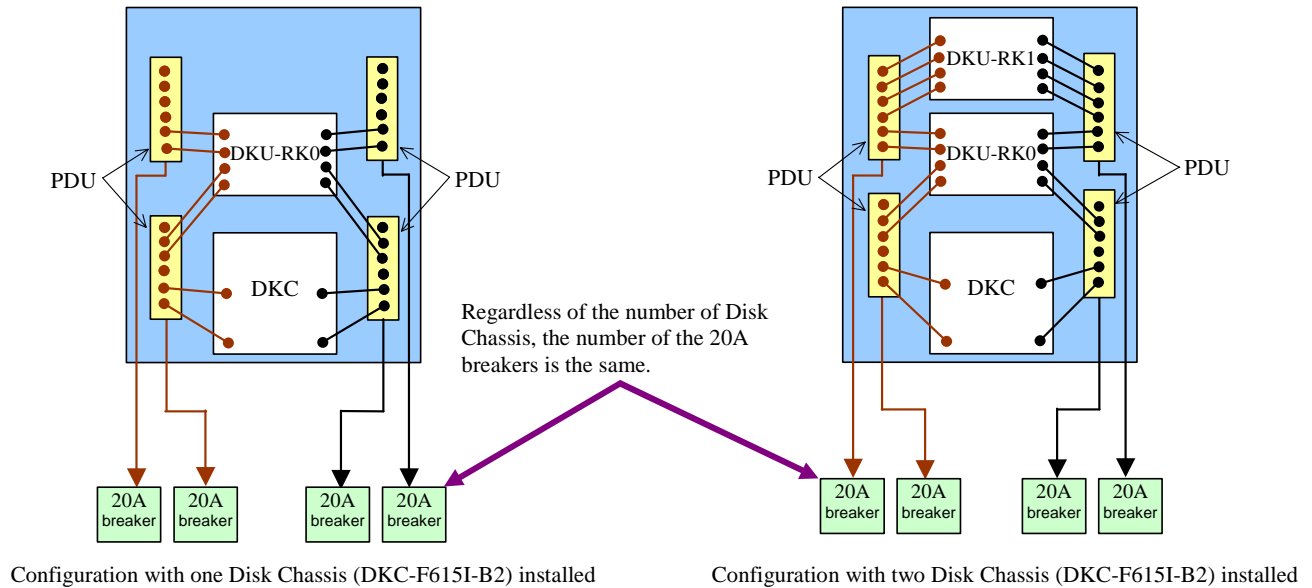 DKU-RK1
DKU-RK0
DKU-RK0
PDU
PDU
PDU
PDU
DKC
DKC
Regardless of the number of Disk
Chassis, the number of the 20A
breakers is the same.
20A
breaker
20A
breaker
20A
breaker
20A
breaker
20A
breaker
20A
breaker
20A
breaker
20A
breaker
Configuration with one Disk Chassis (DKC-F615I-B2) installed
Configuration with two Disk Chassis (DKC-F615I-B2) installed